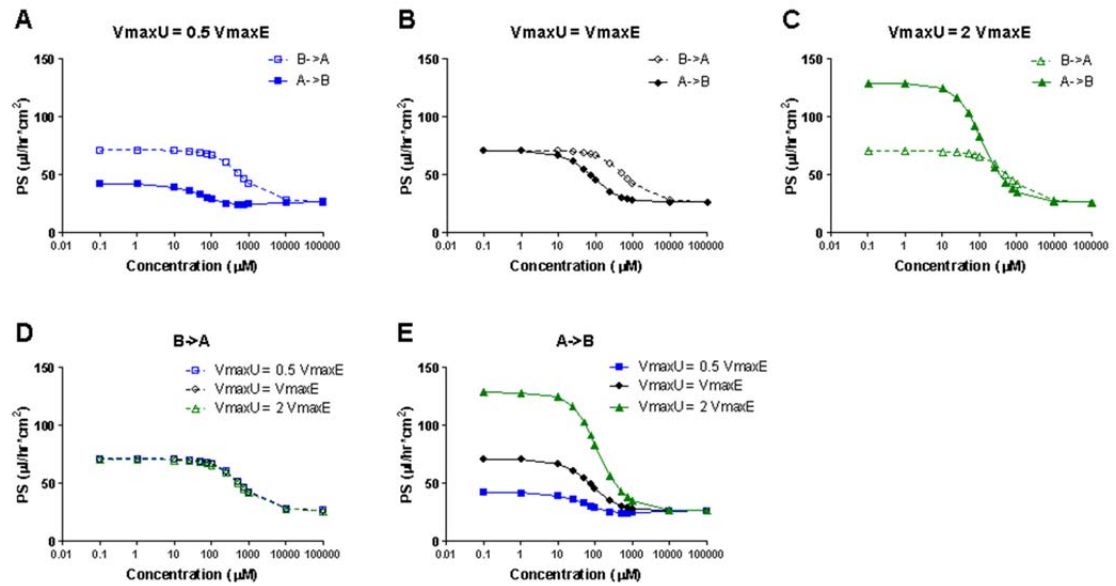 A
VmaxU = 0.5 VmaxE
B->A
A->B
PS (µl/hr*cm²)
150
100
50
0
0.01 0.1 1 10 100 1000 10000 100000
Concentration (µM)
B
VmaxU = VmaxE
B->A
A->B
PS (µl/hr*cm²)
150
100
50
0
0.01 0.1 1 10 100 1000 10000 100000
Concentration (µM)
C
VmaxU = 2 VmaxE
B->A
A->B
PS (µl/hr*cm²)
150
100
50
0
0.01 0.1 1 10 100 1000 10000 100000
Concentration (µM)
D
B->A
VmaxU = 0.5 VmaxE
VmaxU = VmaxE
VmaxU = 2 VmaxE
PS (µl/hr*cm²)
150
100
50
0
0.01 0.1 1 10 100 1000 10000 100000
Concentration (µM)
E
A->B
VmaxU = 0.5 VmaxE
VmaxU = VmaxE
VmaxU = 2 VmaxE
PS (µl/hr*cm²)
150
100
50
0
0.01 0.1 1 10 100 1000 10000 100000
Concentration (µM)